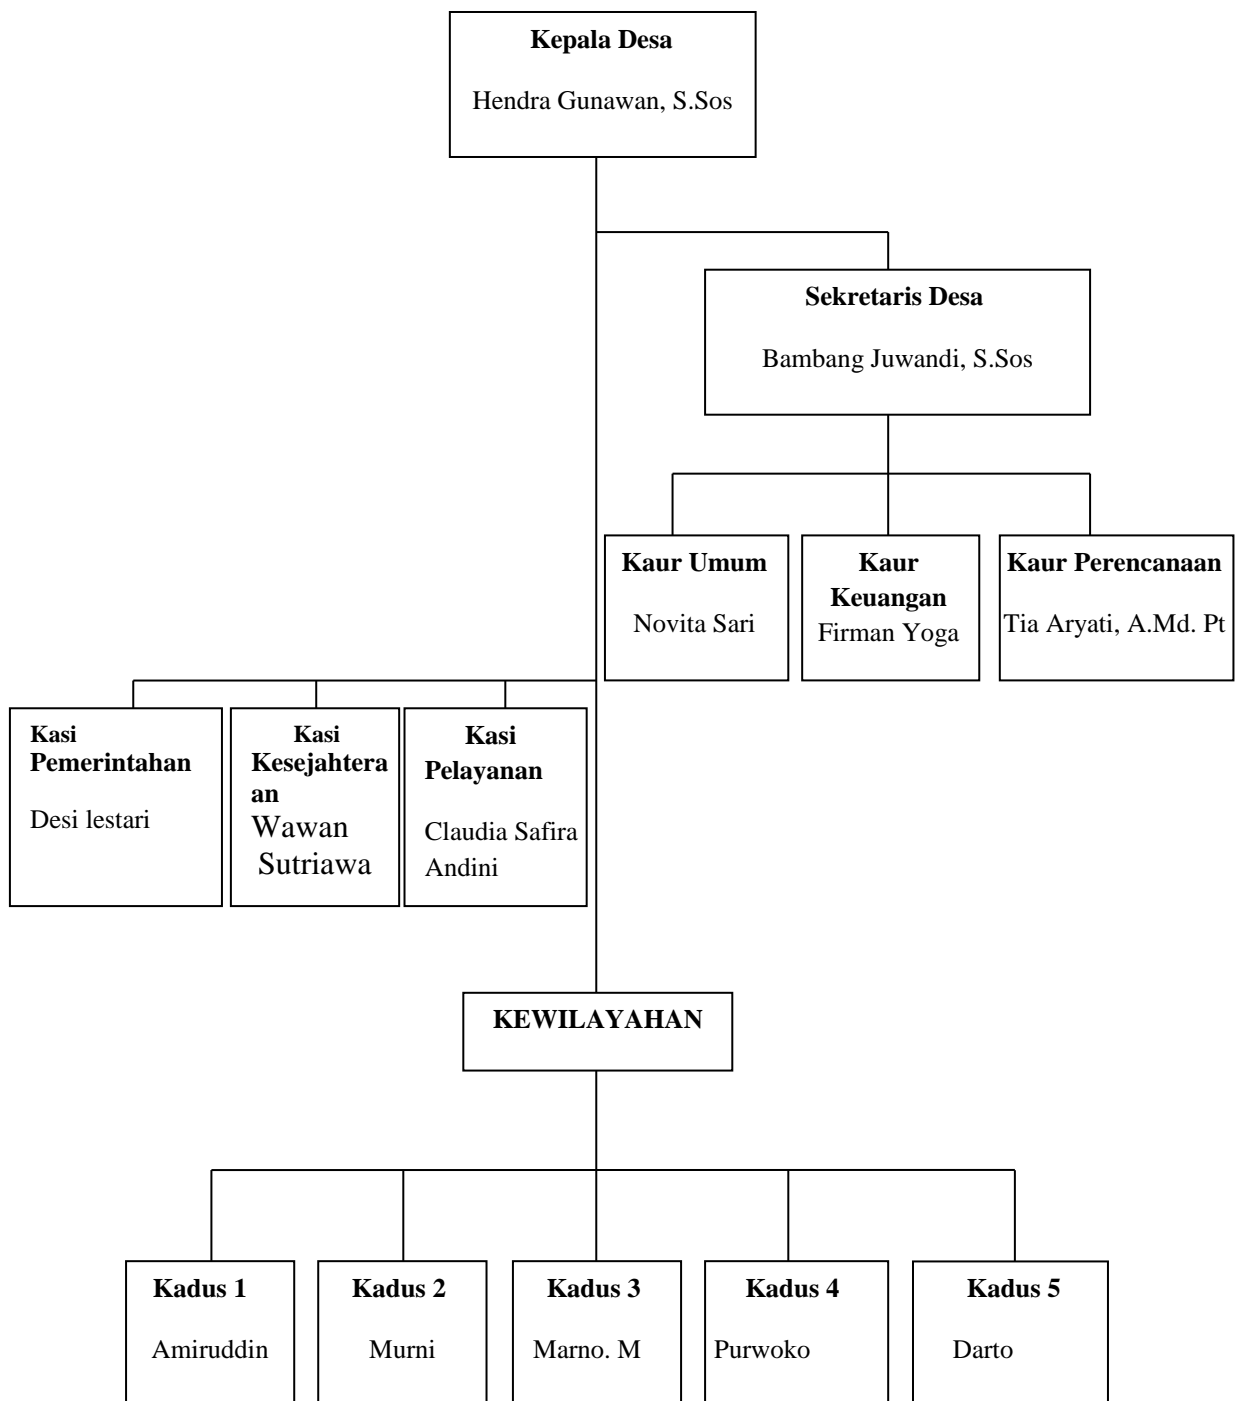 Kepala Desa
Hendra Gunawan, S.Sos
Sekretaris Desa
Bambang Juwandi, S.Sos
Kaur Umum
Novita Sari
Kaur
Keuangan
Firman Yoga
Kaur Perencanaan
Tia Aryati, A.Md. Pt
Kasi
Pemerintahan
Desi lestari
Kasi
Kesejahtera
an
Wawan
Sutriawa
Kasi
Pelayanan
Claudia Safira
Andini
KEWILAYAHAN
Kadus 1
Amiruddin
Kadus 2
Murni
Kadus 3
Marno. M
Kadus 4
Purwoko
Kadus 5
Darto